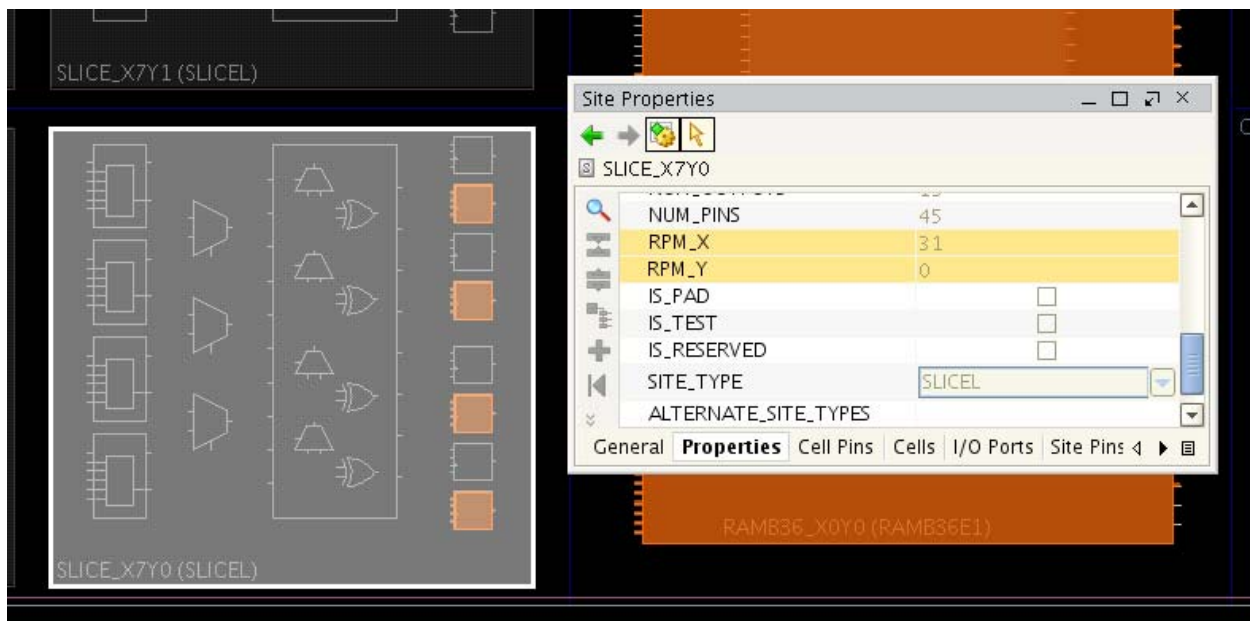 SLICE_X7Y1 (SLICEL)
Site Properties
SLICE_X7Y0
NUM_PINS 45
RPM_X 31
RPM_Y 0
IS_PAD
IS_TEST
IS_RESERVED
SITE_TYPE SLICEL
ALTERNATE_SITE_TYPES
General Properties Cell Pins Cells I/O Ports Site Pins
RAMB36_X0Y0 (RAMB36E1)
SLICE_X7Y0 (SLICEL)